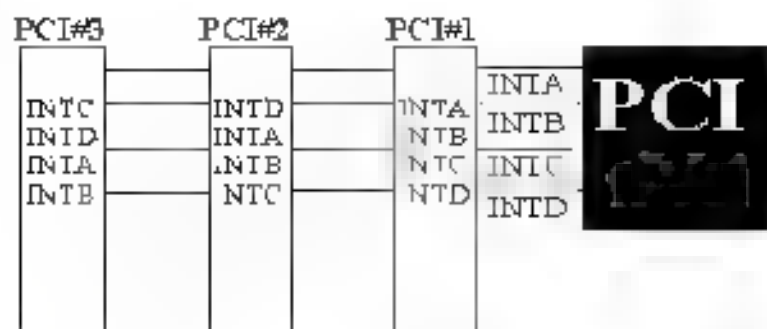 PCI#3 PCI#2 PCI#1
INTA
PCI
INTC INTD INTA
INTB
INTD INTA NTB
INTA INTB NTC INTC
INTB NTC NTD
INTD